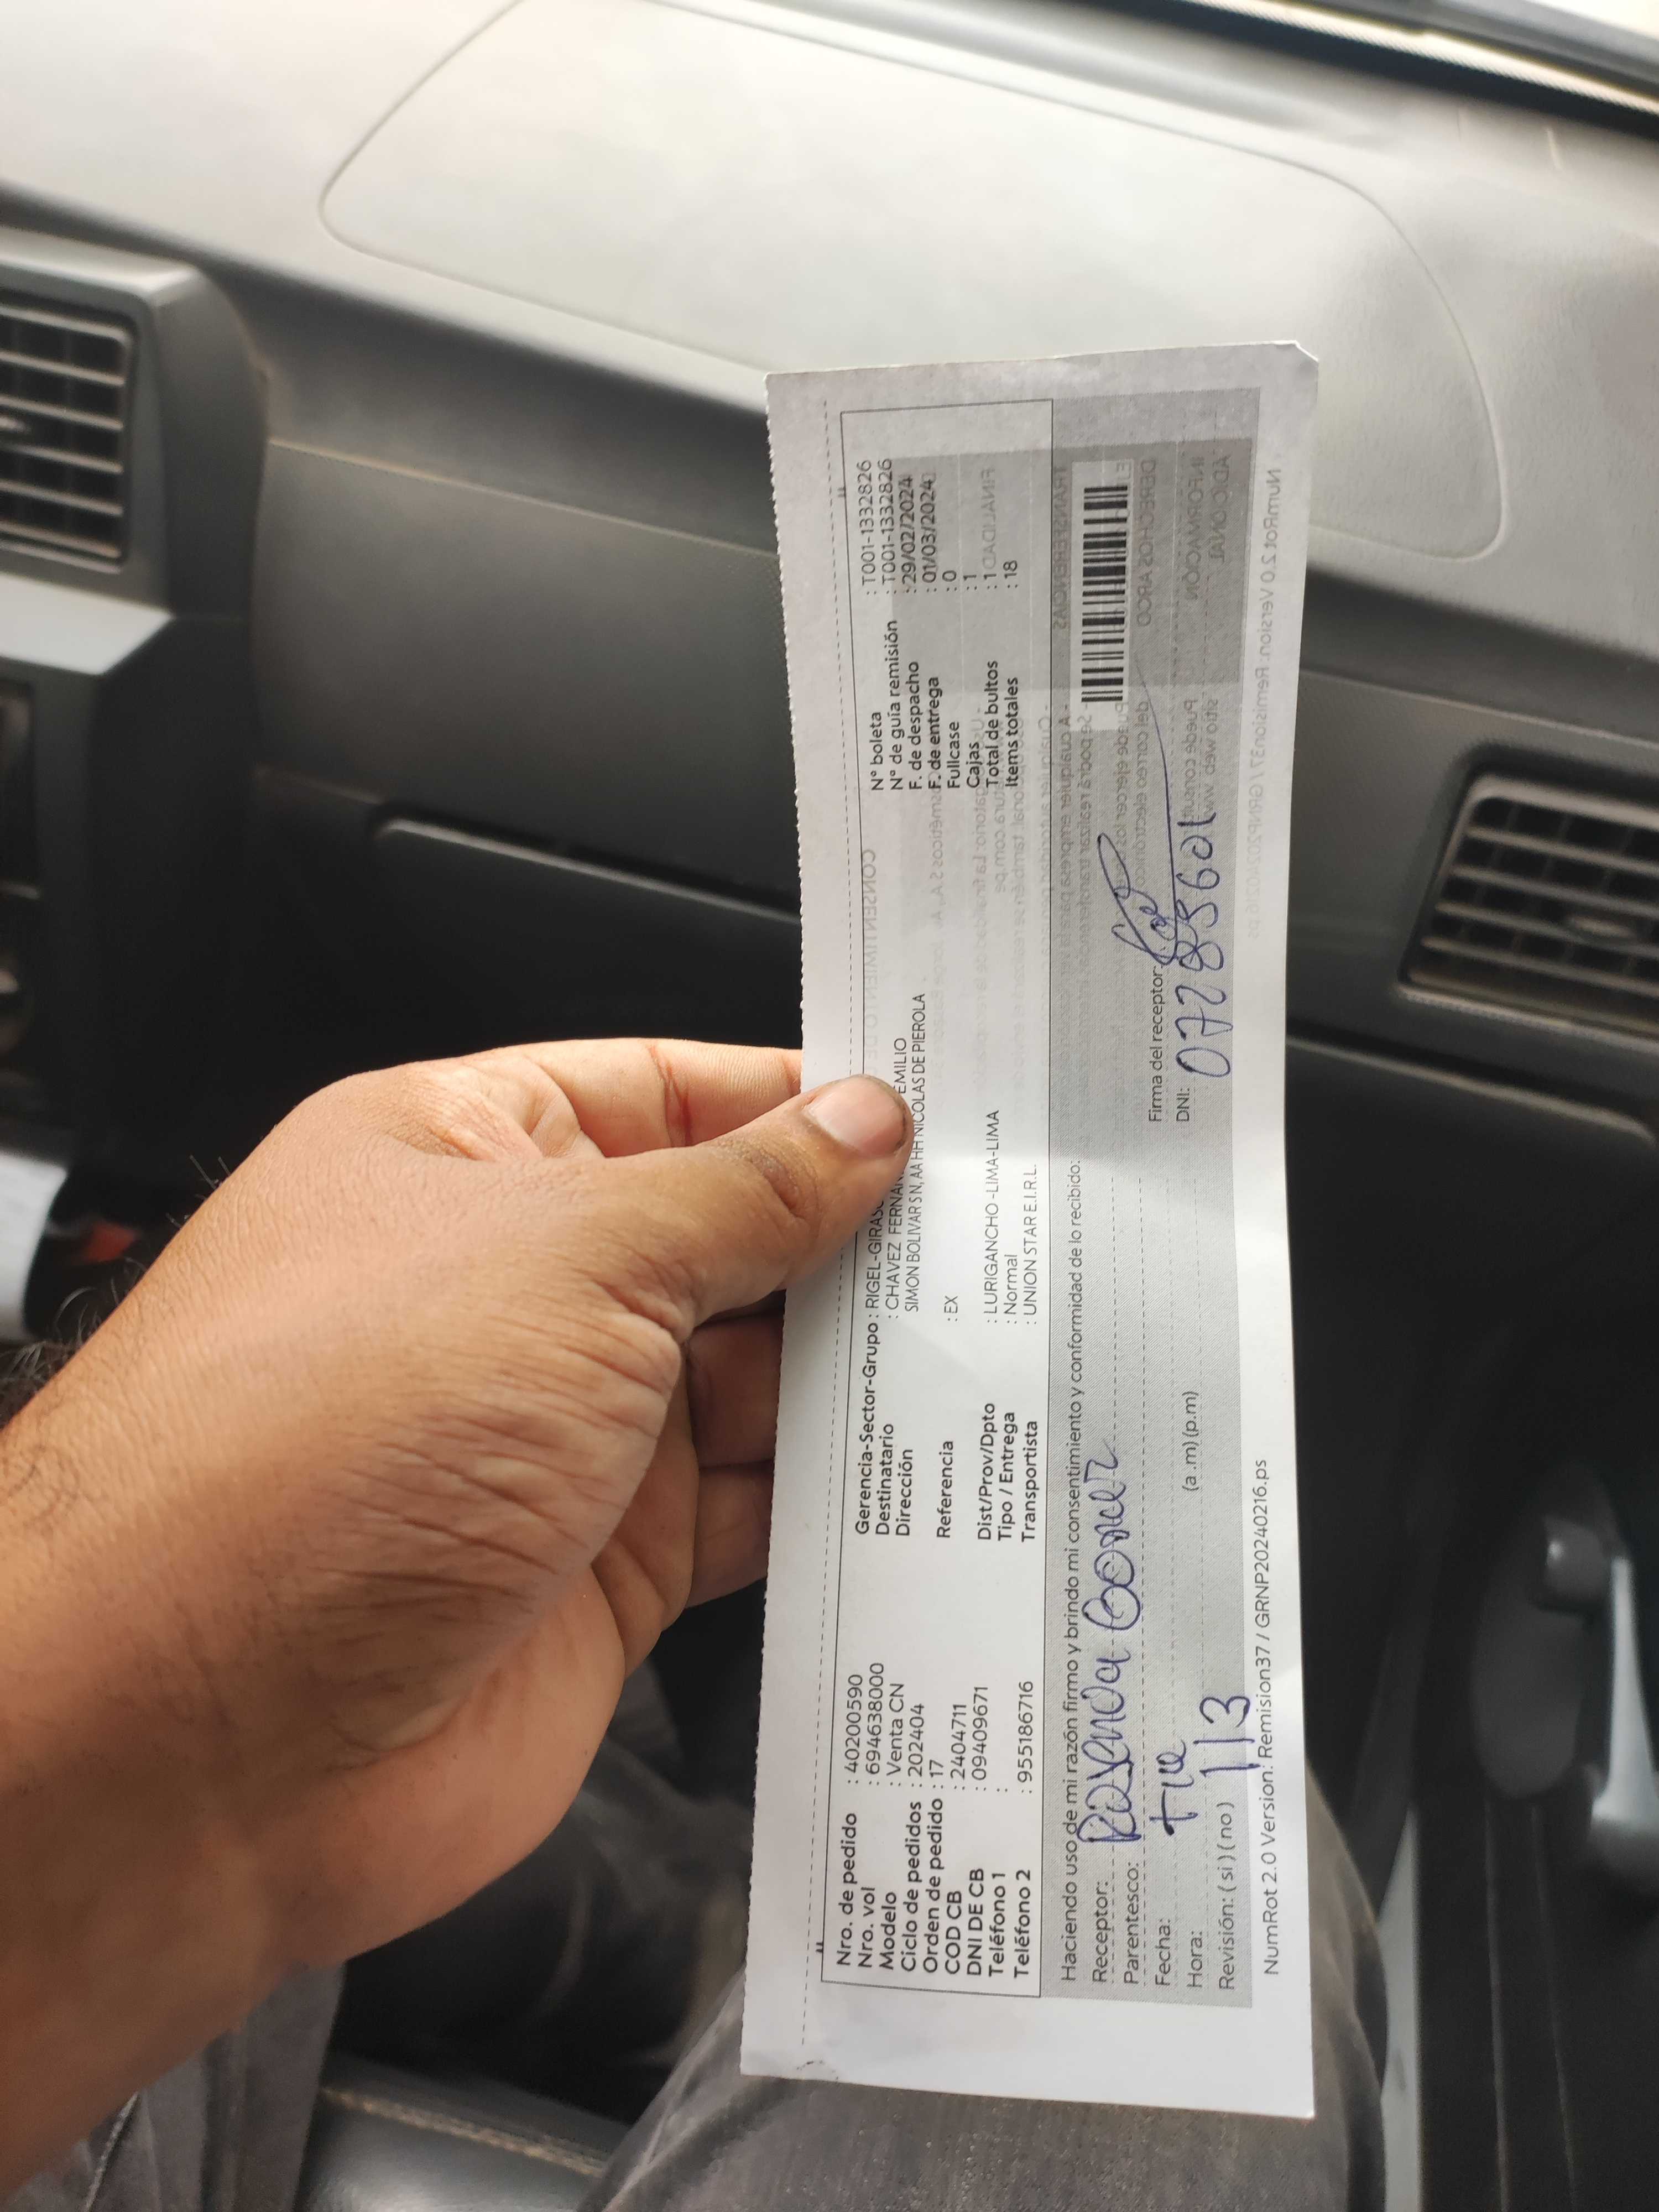 Nro. de pedido : 40200590
Nro. vol : 694638000
Modelo : Venta CN
Ciclo de pedidos : 202404
Orden de pedido : 17
COD CB : 2404711
DNI DE CB : 09409671
Teléfono 1 :
Teléfono 2 : 955186716
Gerencia-Sector-Grupo : RIGEL-
Destinatario : CHAVEZ EMILIO
Dirección SIMON BOLIVAR S N, AA HH NICOLAS DE PIEROLA
Referencia : EX
Dist/Prov/Dpto : LURIGANCHO -LIMA-LIMA
Tipo / Entrega : Normal
Transportista : UNION STAR E.I.R.L.
N° boleta : T001-1332826
N° de guía remisión : T001-1332826
F. de despacho : 29/02/2024
F. de entrega : 01/03/2024
Fullcase : 0
Cajas : 1
Total de bultos : 1
Items totales : 18
Haciendo uso de mi razón firmo y brindo mi consentimiento y conformidad de lo recibido:
Receptor:
Parentesco:
Fecha: Tia
Hora: (a .m) (p.m)
Revisión: ( si ) ( no ) 1 | 3
Firma del receptor:
DNI:
NumRot 2.0 Version: Remision37 / GRNP20240216.ps